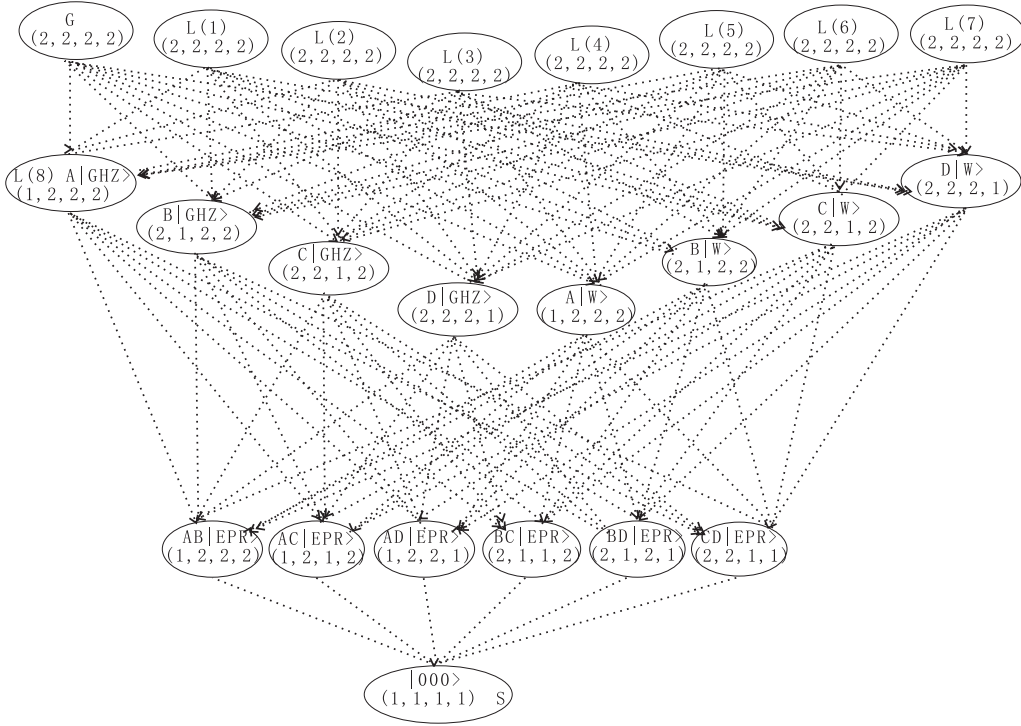 G
(2,2,2,2)
L(1)
(2,2,2,2)
L(2)
(2,2,2,2)
L(3)
(2,2,2,2)
L(4)
(2,2,2,2)
L(5)
(2,2,2,2)
L(6)
(2,2,2,2)
L(7)
(2,2,2,2)
L(8) A|GHZ>
(1,2,2,2)
B|GHZ>
(2,1,2,2)
C|GHZ>
(2,2,1,2)
D|GHZ>
(2,2,2,1)
A|W>
(1,2,2,2)
B|W>
(2,1,2,2)
C|W>
(2,2,1,2)
D|W>
(2,2,2,1)
AB|EPR>
(1,2,2,2)
AC|EPR>
(1,2,1,2)
AD|EPR>
(1,2,2,1)
BC|EPR>
(2,1,1,2)
BD|EPR>
(2,1,2,1)
CD|EPR>
(2,2,1,1)
|000>
(1,1,1,1) S